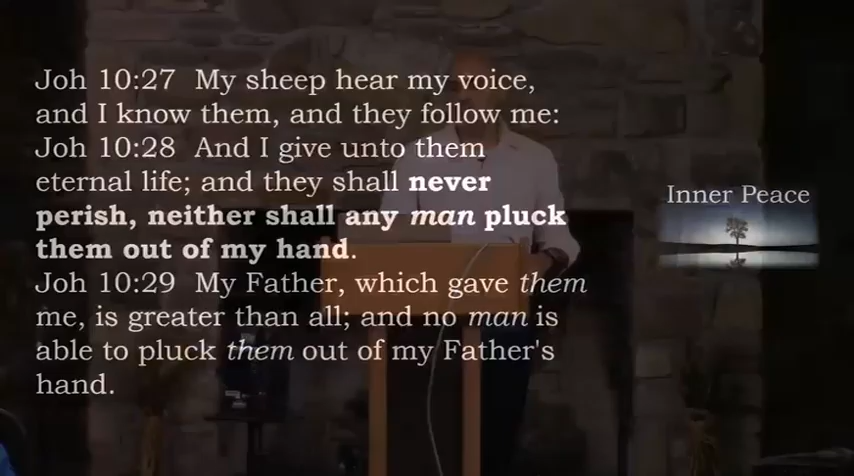 Joh 10:27  My sheep hear my voice,
and I know them, and they follow me:
Joh 10:28  And I give unto them
eternal life; and they shall never
perish, neither shall any man pluck
them out of my hand.
Joh 10:29  My Father, which gave them
me, is greater than all; and no man is
able to pluck them out of my Father's
hand.
Inner Peace